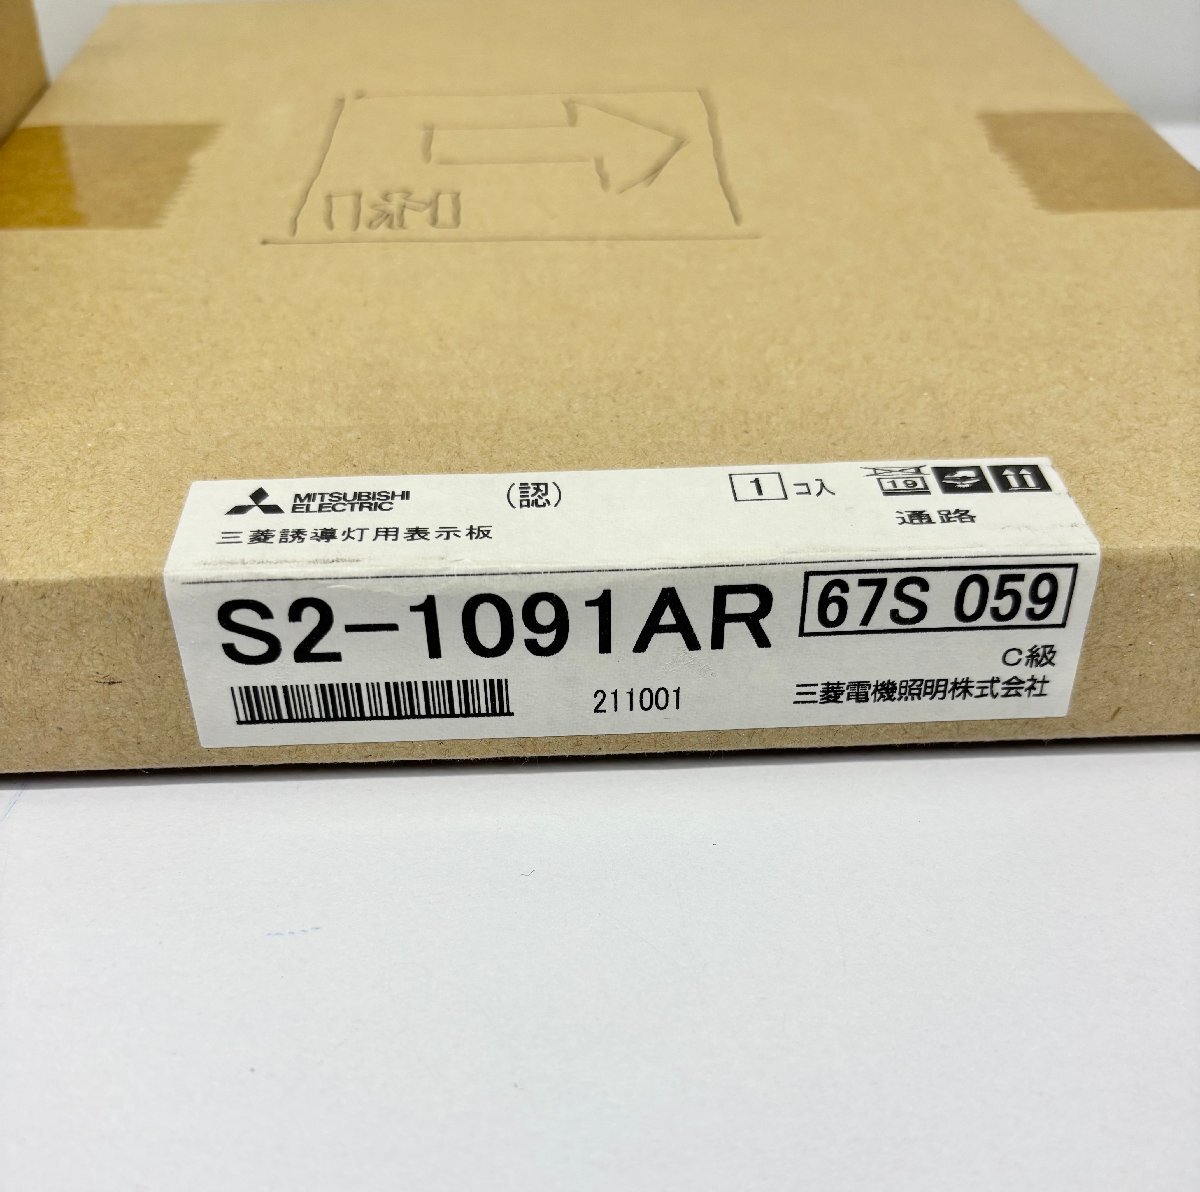 MITSUBISHI
ELECTRIC
(認)
1 コ入
19
三菱誘導灯用表示板
通路
S2-1091AR
67S 059
C級
211001
三菱電機照明株式会社